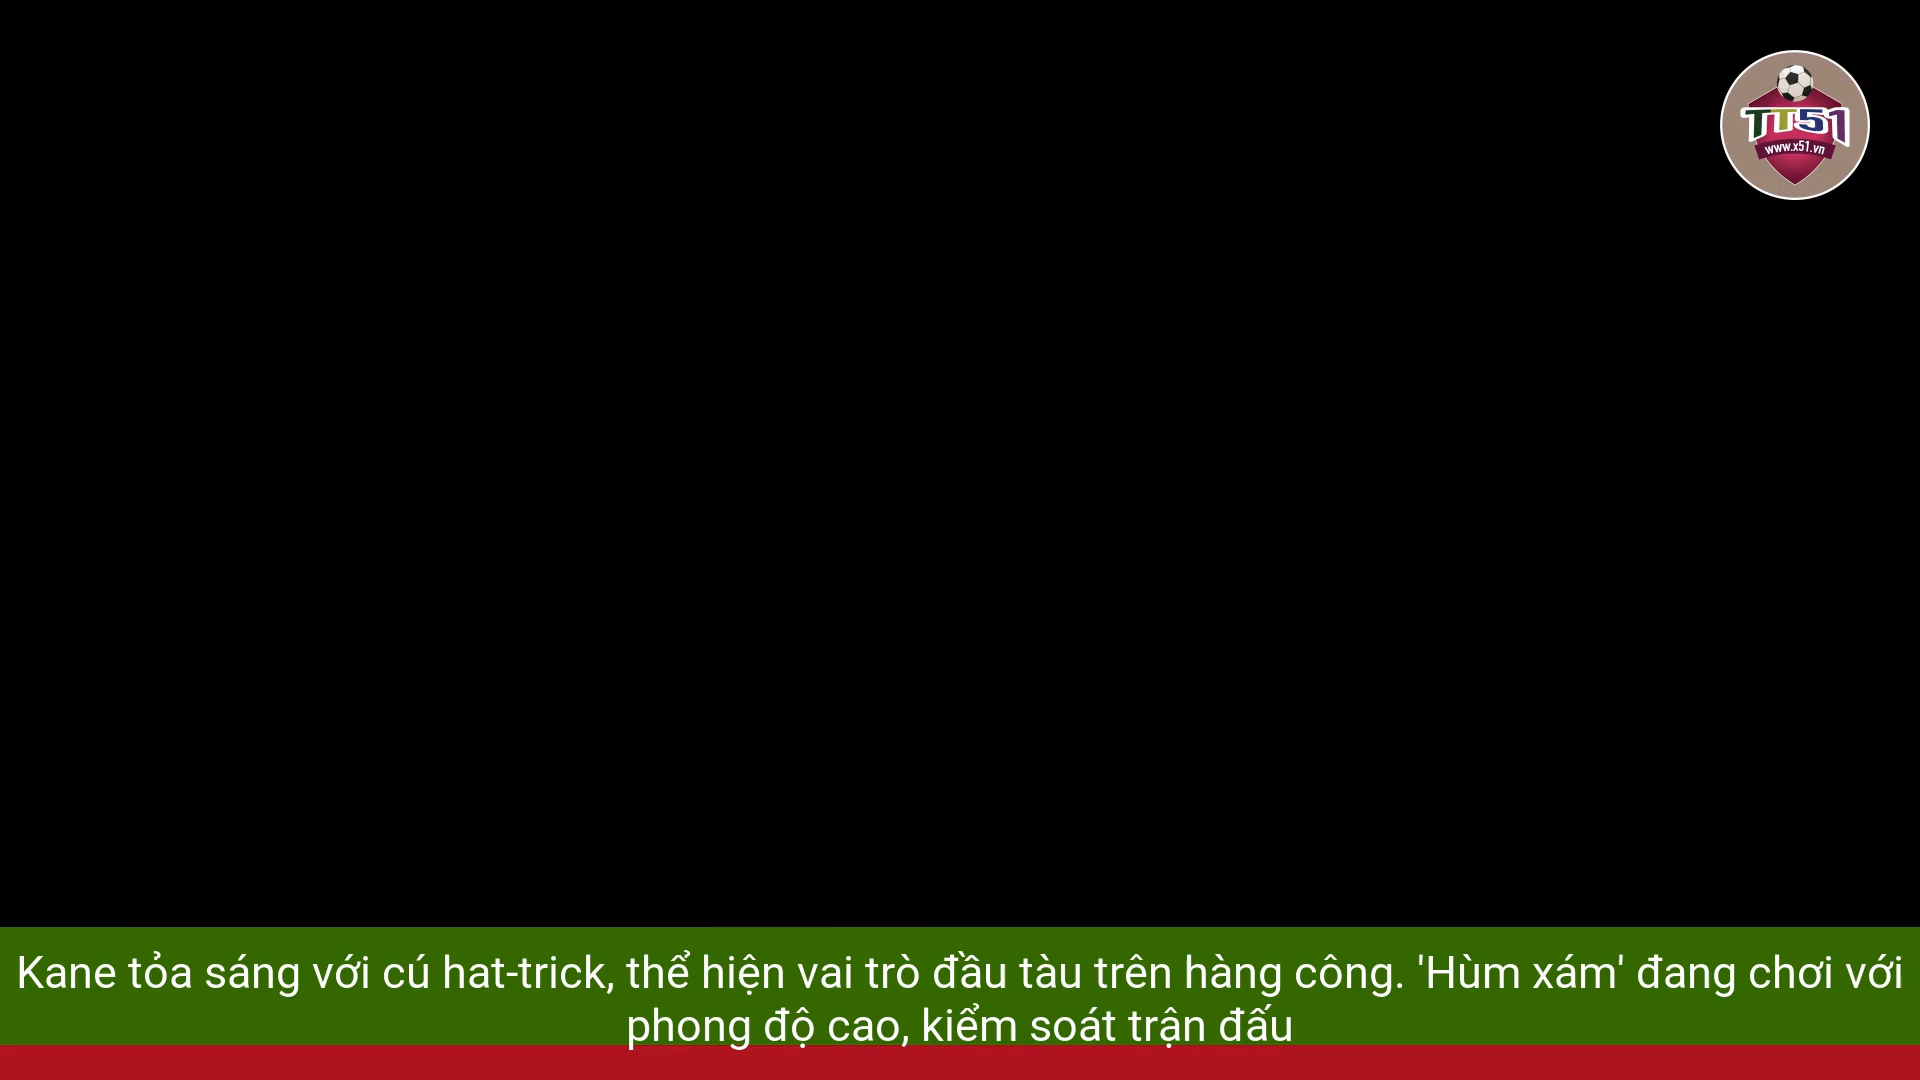 TT51
www.x51.vn
Kane tỏa sáng với cú hat-trick, thể hiện vai trò đầu tàu trên hàng công. 'Hùm xám' đang chơi với
phong độ cao, kiểm soát trận đấu